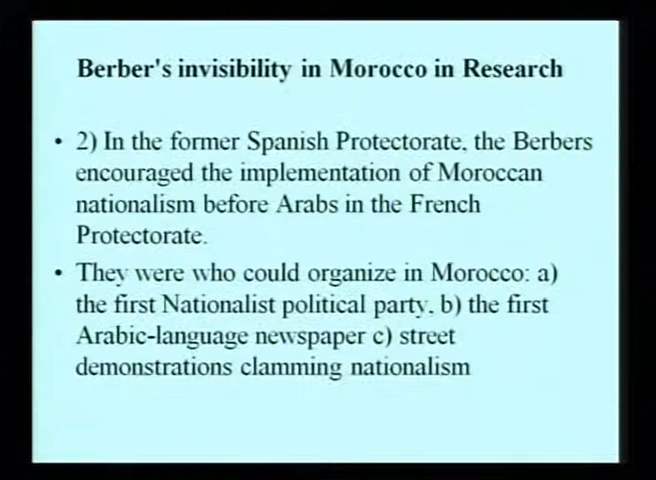 Berber's invisibility in Morocco in Research
• 2) In the former Spanish Protectorate, the Berbers
encouraged the implementation of Moroccan
nationalism before Arabs in the French
Protectorate.
• They were who could organize in Morocco: a)
the first Nationalist political party, b) the first
Arabic-language newspaper c) street
demonstrations clamming nationalism